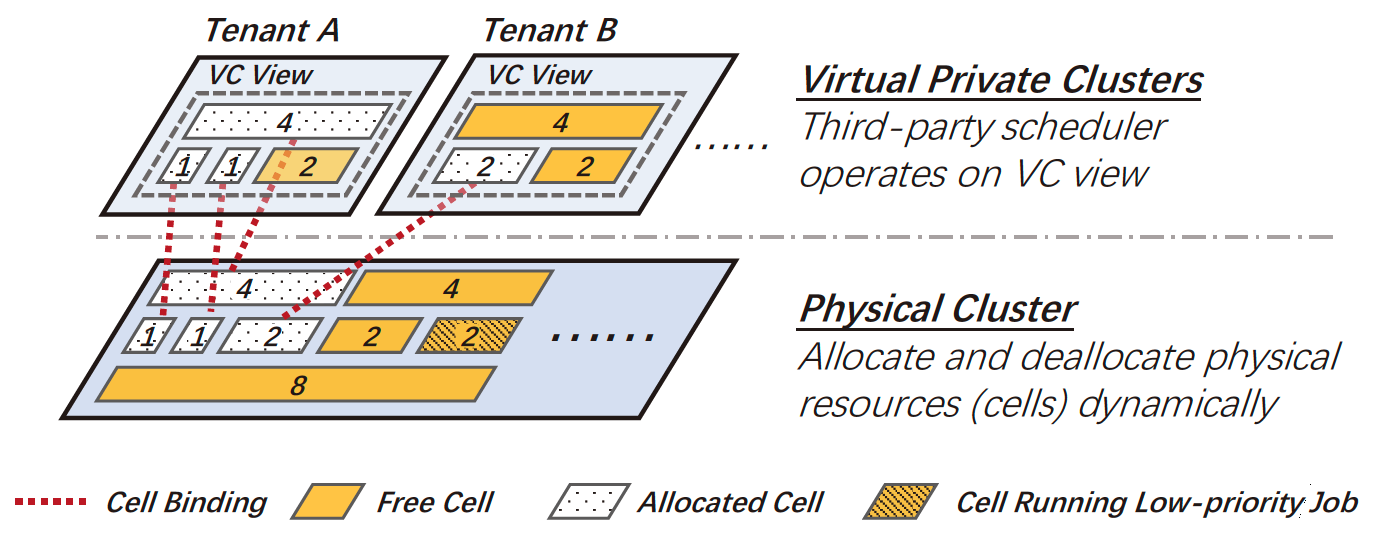 Tenant A
Tenant B
VC View
VC View
4
4
1 1 2
2 2
......
Virtual Private Clusters
Third-party scheduler
operates on VC view
4 4
1 1 2 2 2
......
8
Physical Cluster
Allocate and deallocate physical
resources (cells) dynamically
Cell Binding
Free Cell
Allocated Cell
Cell Running Low-priority Job